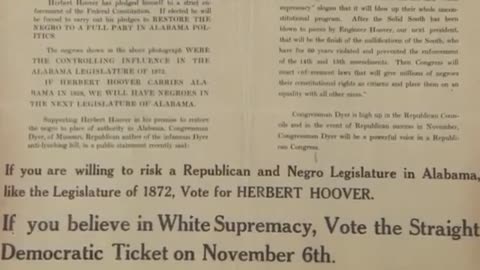 Herbert Hoover has pledged himself to a strict en-
forcement of the Federal Constitution. If elected he will
be forced to carry out his pledges to RESTORE THE
NEGRO TO A FULL PART IN ALABAMA POL-
ITICS.
The negroes shown in the above photograph WERE
THE CONTROLLING INFLUENCE IN THE
ALABAMA LEGISLATURE OF 1872.
IF HERBERT HOOVER CARRIES ALA-
BAMA IN 1928, WE WILL HAVE NEGROES IN
THE NEXT LEGISLATURE OF ALABAMA.
Supporting Herbert Hoover in his promise to restore
the negro to place of authority in Alabama, Congressman
Dyer, of Missouri, Republican author of the infamous Dyer
anti-lynching bill, in a public statement recently said:
supremacy" slogan that it will blow up their whole uncon-
stitutional program. After the Solid South has been
blown to pieces by Engineer Hoover, our next president,
that will be the finish of the nullifications of the South, who
have for 60 years violated and prevented the enforcement
of the 14th and 15th amendments. Then Congress will
enact enforcement laws that will give millions of negroes
their constitutional rights as citizens and place them on an
equality with all other men."
Congressman Dyer is high up in the Republican Coun-
cils and in the event of Republican success in November,
Congressman Dyer will be a powerful voice in a Republi-
can Congress.
If you are willing to risk a Republican and Negro Legislature in Alabama,
like the Legislature of 1872, Vote for HERBERT HOOVER.
If you believe in White Supremacy, Vote the Straight
Democratic Ticket on November 6th.